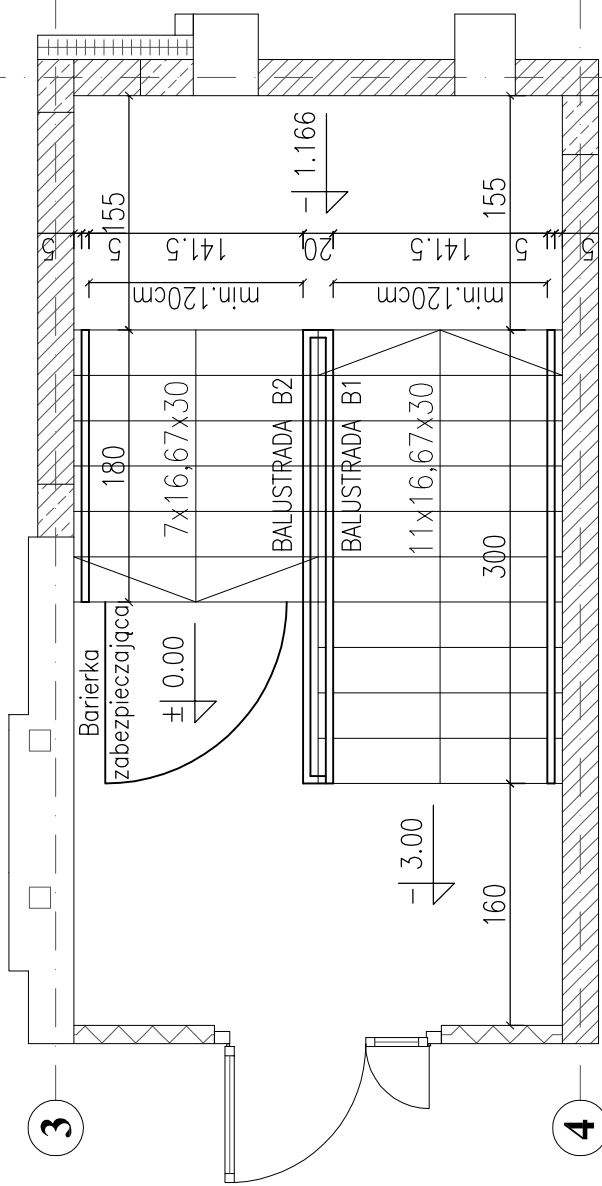 155
- 1.166
155
5
5
141.5
20
141.5
5
5
min.120cm
min.120cm
180
7x16,67x30
BALUSTRADA B2
BALUSTRADA B1
11x16,67x30
300
Barierka
zabezpieczająca
± 0.00
- 3.00
160
3
4